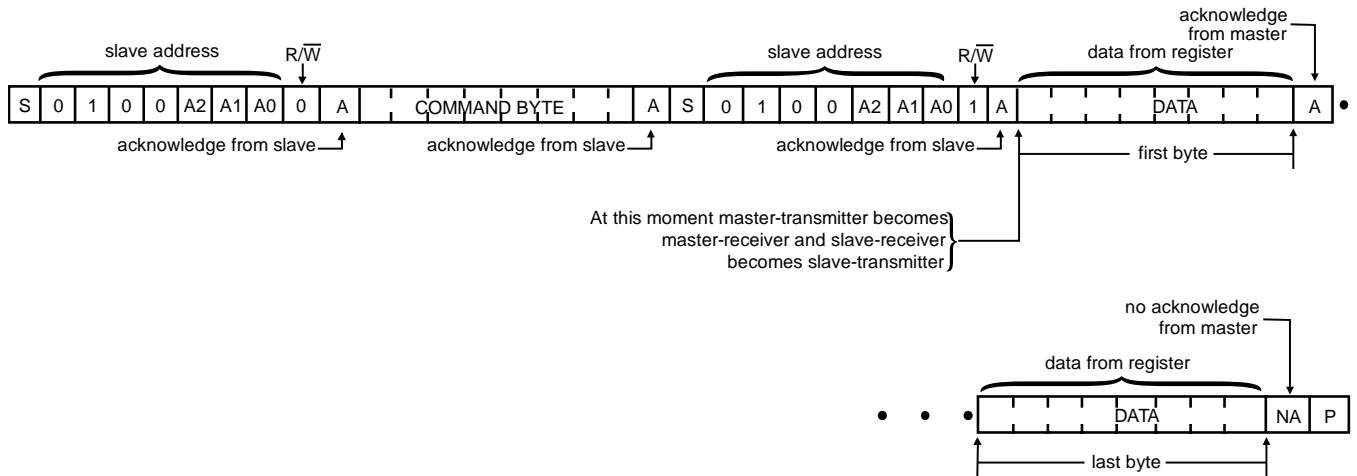 acknowledge
from master
slave address R/W̅ slave address R/W̅ data from register
S 0 1 0 0 A2 A1 A0 0 A COMMAND BYTE A S 0 1 0 0 A2 A1 A0 1 A DATA A
acknowledge from slave acknowledge from slave acknowledge from slave first byte
At this moment master-transmitter becomes
master-receiver and slave-receiver
becomes slave-transmitter
no acknowledge
from master
data from register
DATA NA P
last byte